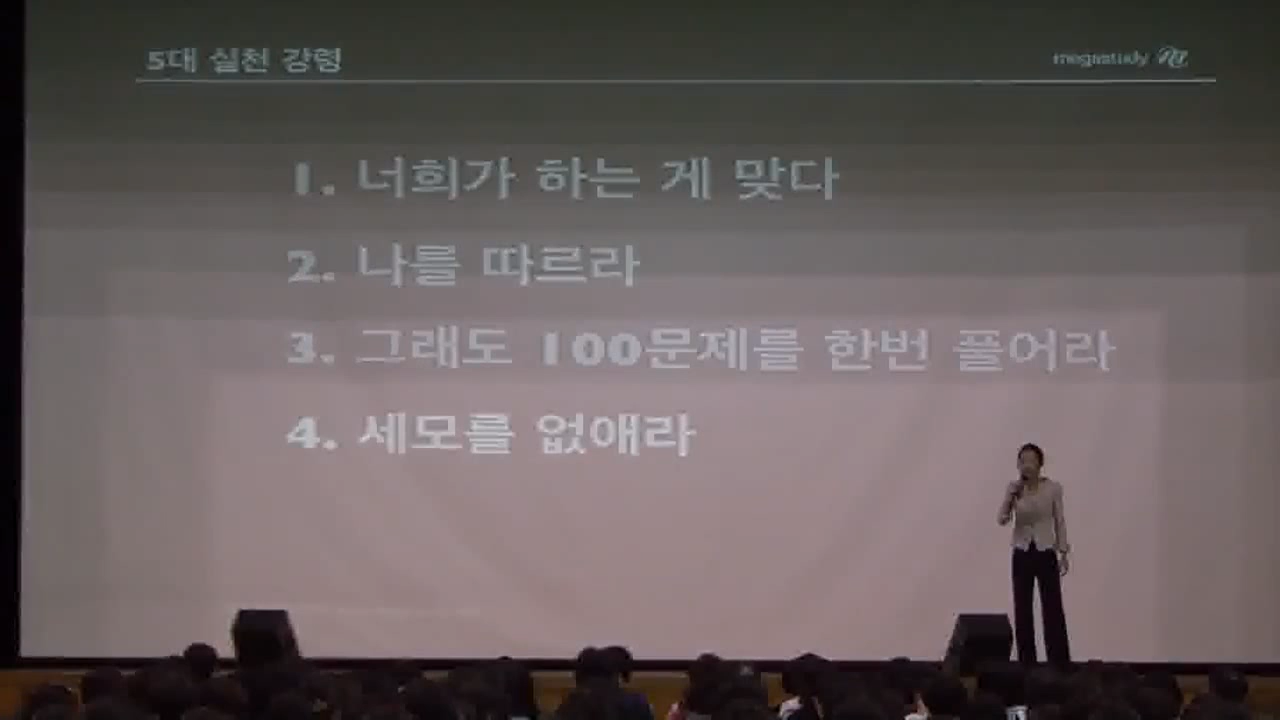 5대 실천 강령
megastudy
1. 너희가 하는 게 맞다
2. 나를 따르라
3. 그래도 100문제를 한번 풀어라
4. 세모를 없애라